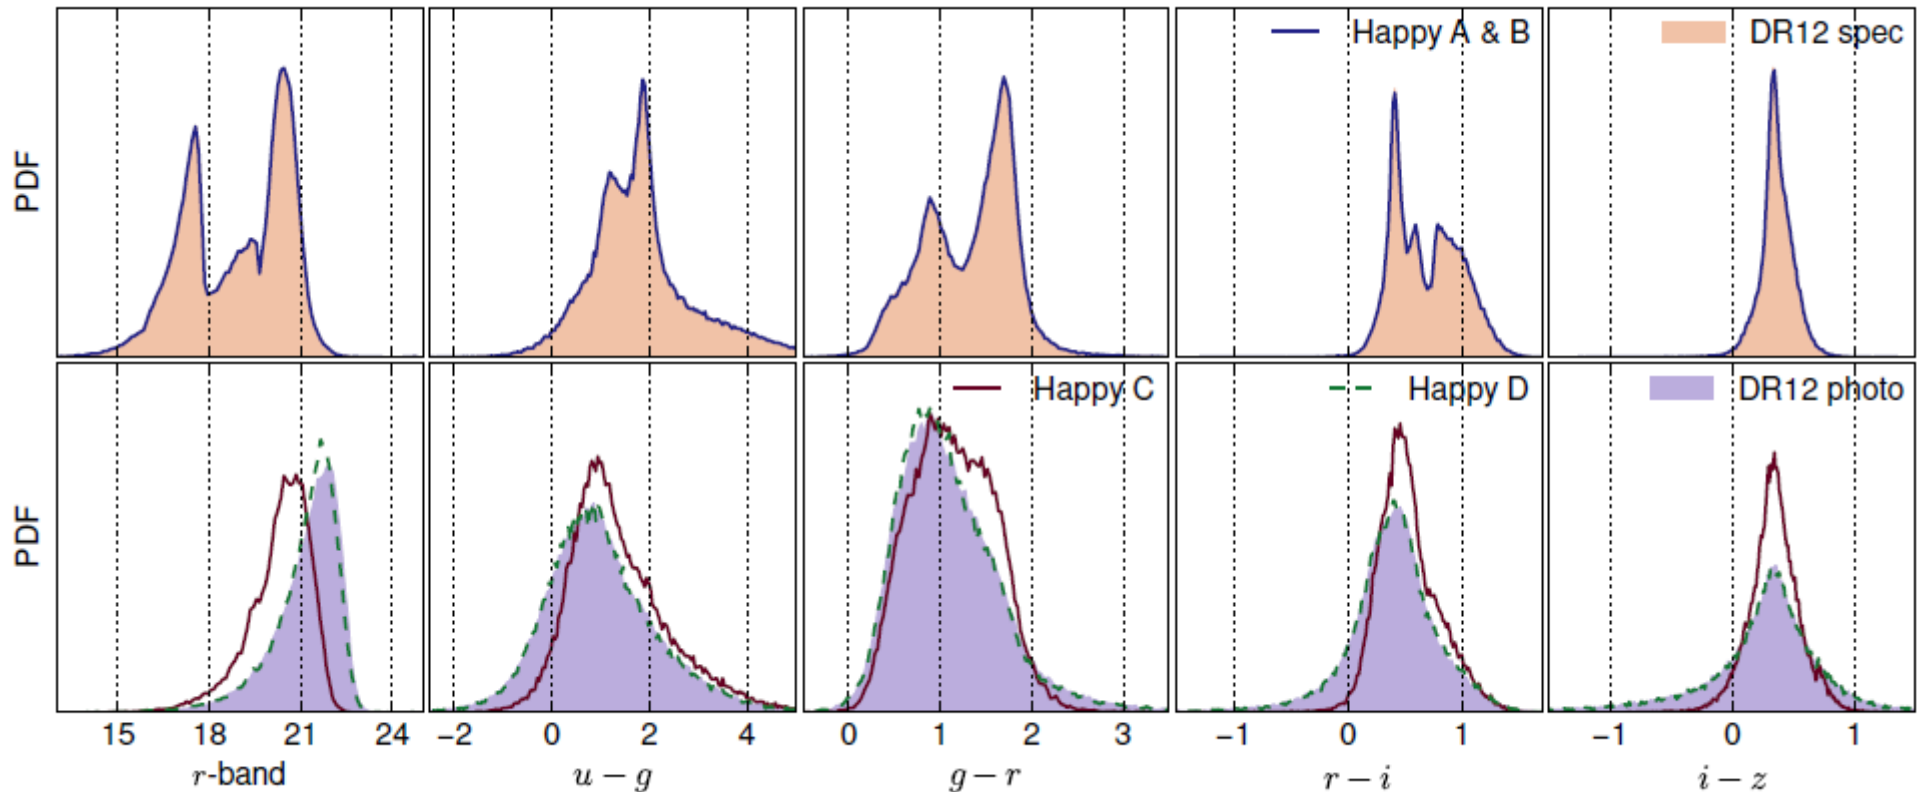 PDF
Happy A & B
DR12 spec
PDF
Happy C
Happy D
DR12 photo
15 18 21 24 −2 0 2 4 0 1 2 3 −1 0 1 −1 0 1
r-band u − g g − r r − i i − z